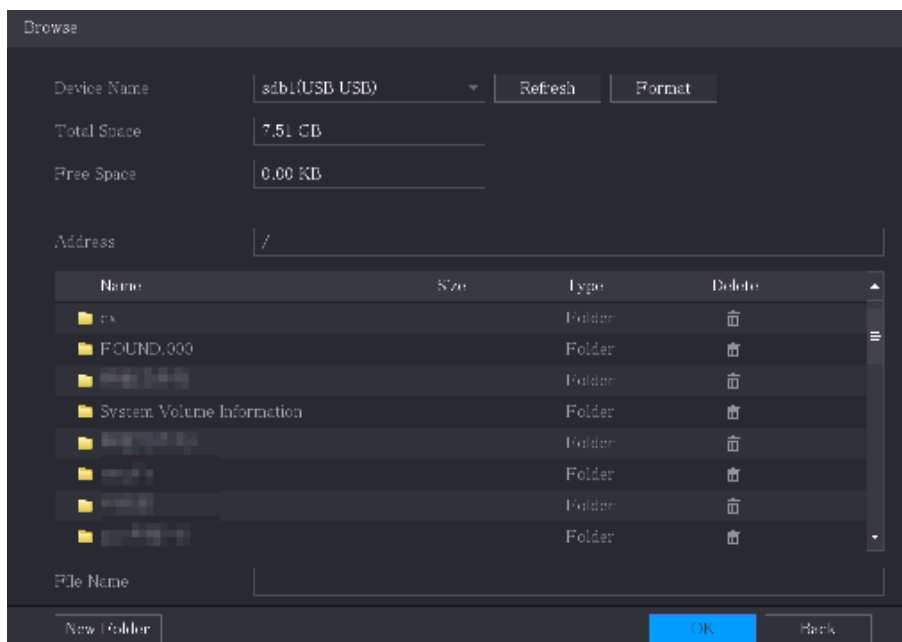 Browse
Device Name sdb1(USB USB) Refresh Format
Total Space 7.51 GB
Free Space 0.00 KB
Address /
Name Size Type Delete
Folder
FOUND.000 Folder
Folder
System Volume Information Folder
Folder
Folder
Folder
Folder
File Name
New Folder OK Back